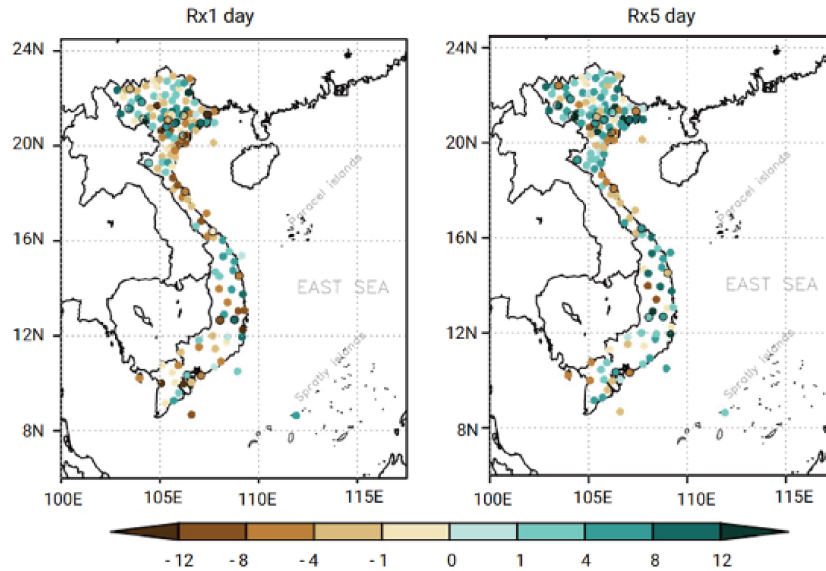 Rx1 day
24N
20N
16N
12N
8N
100E 105E 110E 115E
Paracel islands
EAST SEA
Spratly islands
Rx5 day
24N
20N
16N
12N
8N
100E 105E 110E 115E
Paracel islands
EAST SEA
Spratly islands
-12 -8 -4 -1 0 1 4 8 12